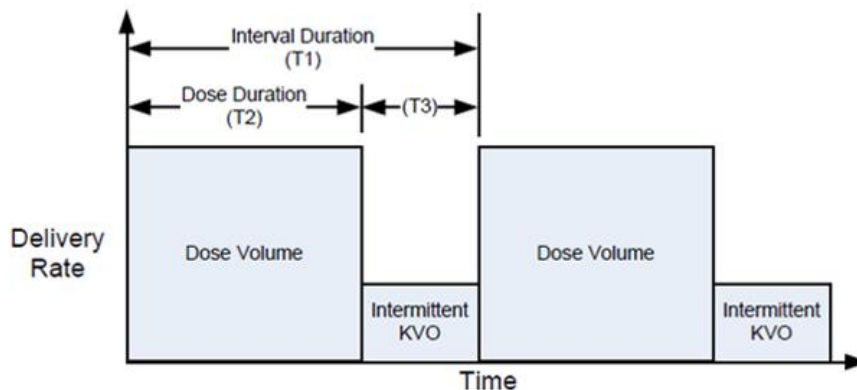 Interval Duration
(T1)
Dose Duration
(T2)
(T3)
Delivery
Rate
Dose Volume
Intermittent
KVO
Dose Volume
Intermittent
KVO
Time